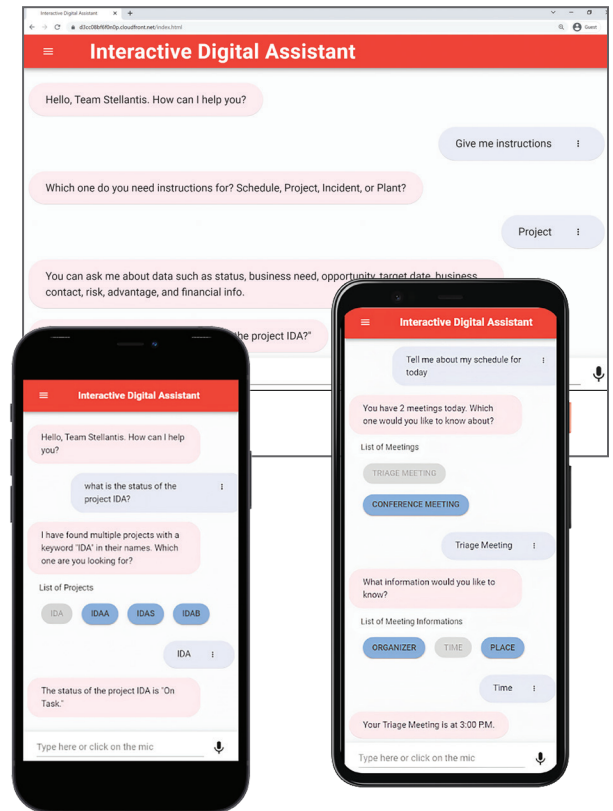 Interactive Digital Assistant
d3cc08bf6f0n0p.cloudfront.net/index.html
Guest
Interactive Digital Assistant
Hello, Team Stellantis. How can I help you?
Give me instructions
Which one do you need instructions for? Schedule, Project, Incident, or Plant?
Project
You can ask me about data such as status, business need, opportunity, target date, business
contact, risk, advantage, and financial info.
the project IDA?"
Interactive Digital Assistant
Hello, Team Stellantis. How can I help
you?
what is the status of the
project IDA?
I have found multiple projects with a
keyword "IDA" in their names. Which
one are you looking for?
List of Projects
IDA IDAA IDAS IDAB
IDA
The status of the project IDA is "On
Task."
Type here or click on the mic
Interactive Digital Assistant
Tell me about my schedule for
today
You have 2 meetings today. Which
one would you like to know about?
List of Meetings
TRIAGE MEETING
CONFERENCE MEETING
Triage Meeting
What information would you like to
know?
List of Meeting Informations
ORGANIZER TIME PLACE
Time
Your Triage Meeting is at 3:00 P.M.
Type here or click on the mic